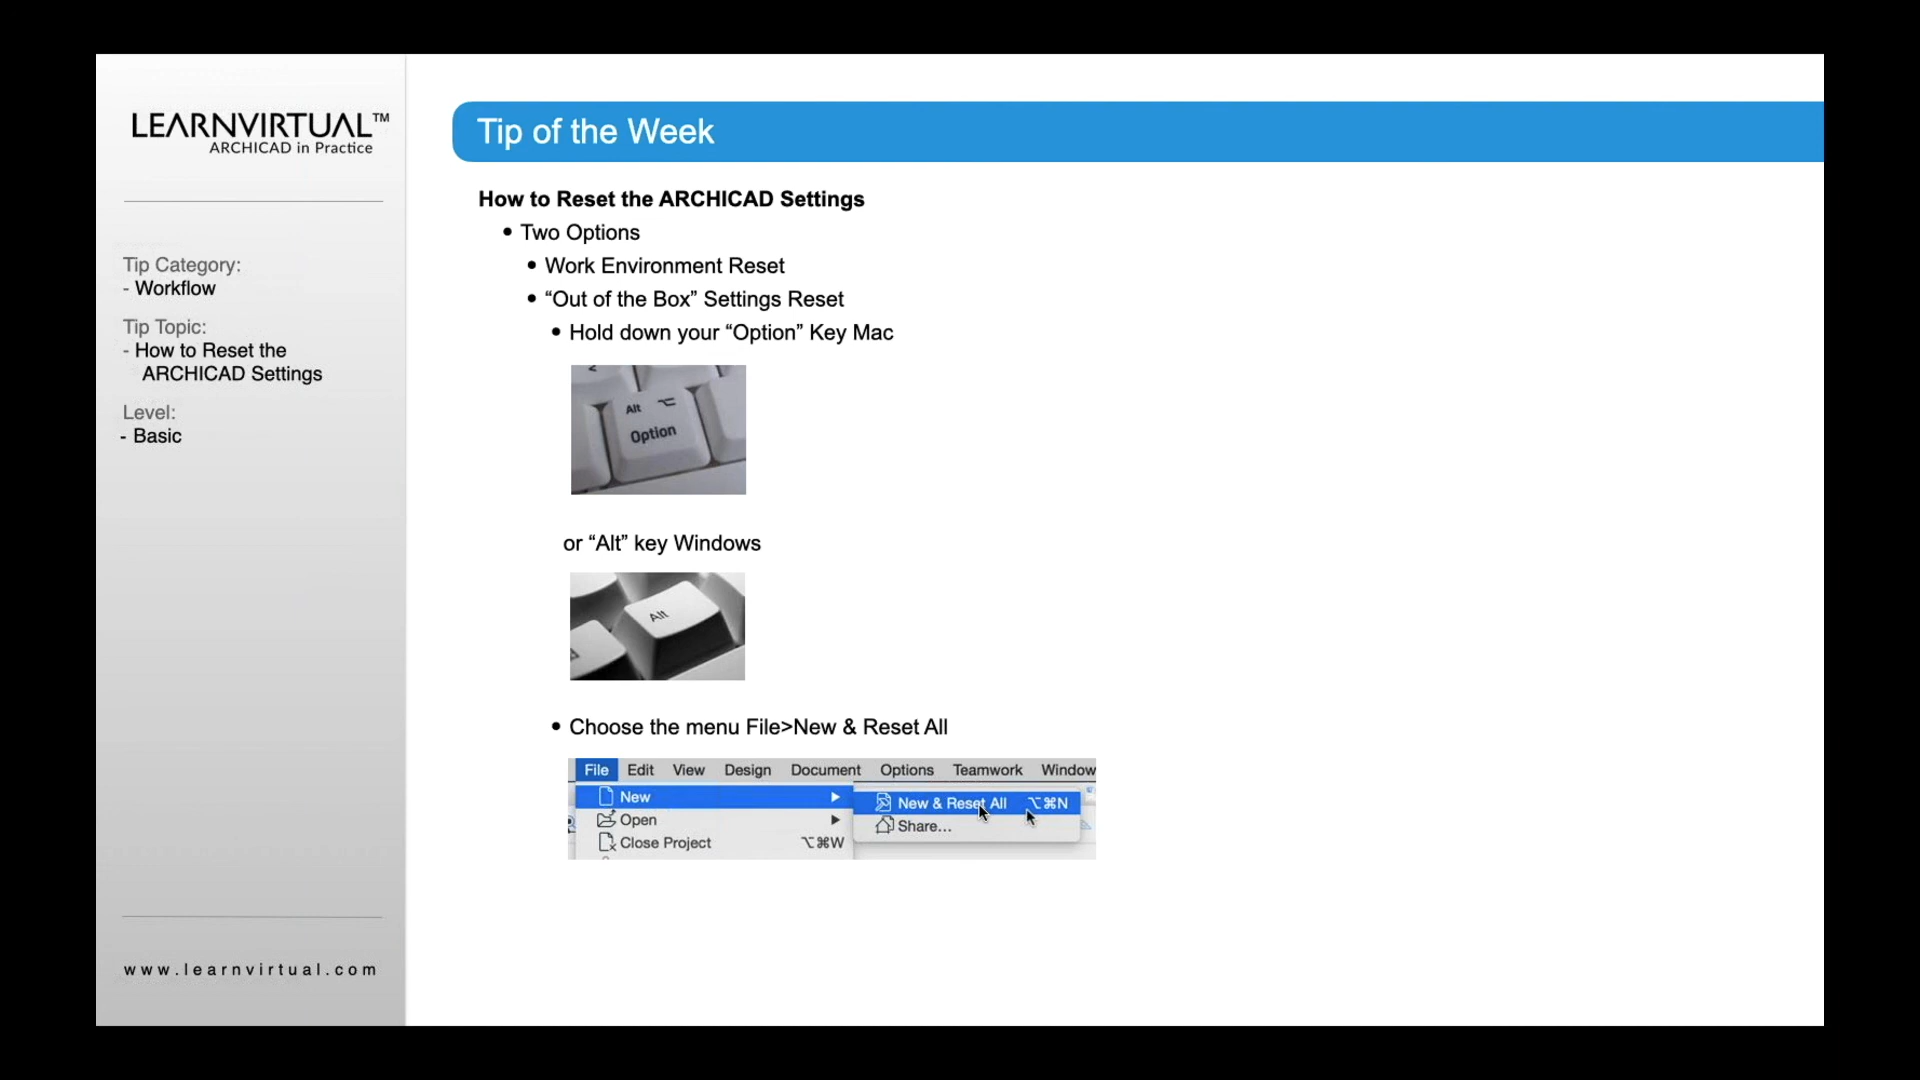 LEARNVIRTUAL™
ARCHICAD in Practice
Tip Category:
- Workflow
Tip Topic:
- How to Reset the
ARCHICAD Settings
Level:
- Basic
www.learnvirtual.com
Tip of the Week
How to Reset the ARCHICAD Settings
• Two Options
• Work Environment Reset
• “Out of the Box” Settings Reset
• Hold down your “Option” Key Mac
Alt ⌥
Option
or “Alt” key Windows
Alt
• Choose the menu File>New & Reset All
File Edit View Design Document Options Teamwork Window
New
New & Reset All ⌥⌘N
Open
Share...
Close Project ⌥⌘W